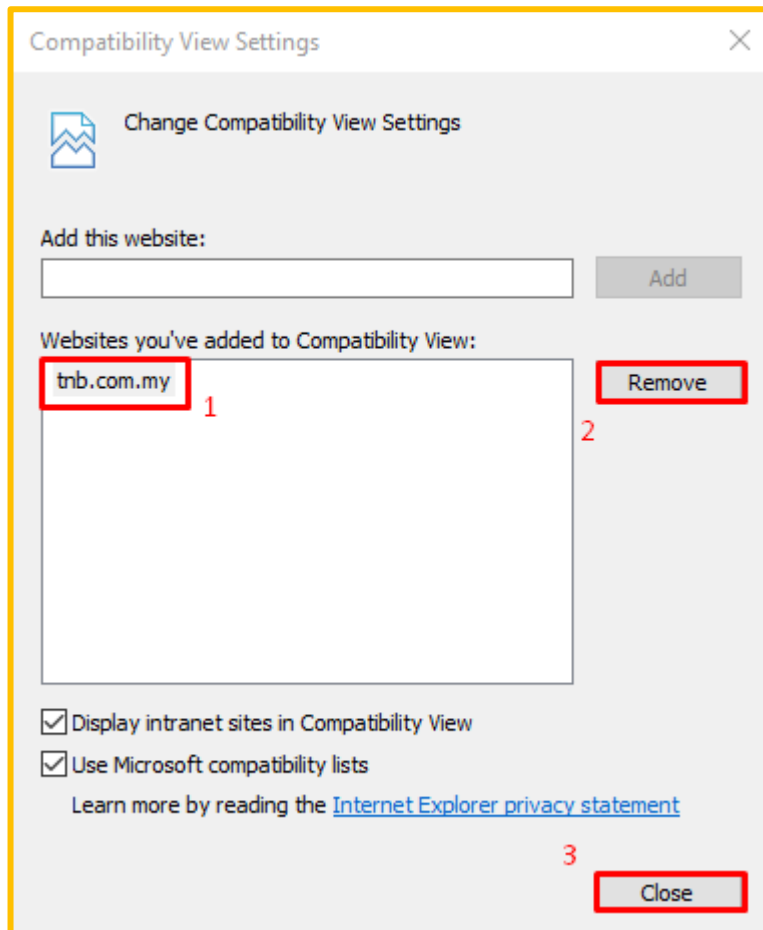 Compatibility View Settings
Change Compatibility View Settings
Add this website:
Add
Websites you've added to Compatibility View:
tnb.com.my
1
Remove
2
Display intranet sites in Compatibility View
Use Microsoft compatibility lists
Learn more by reading the Internet Explorer privacy statement
3
Close